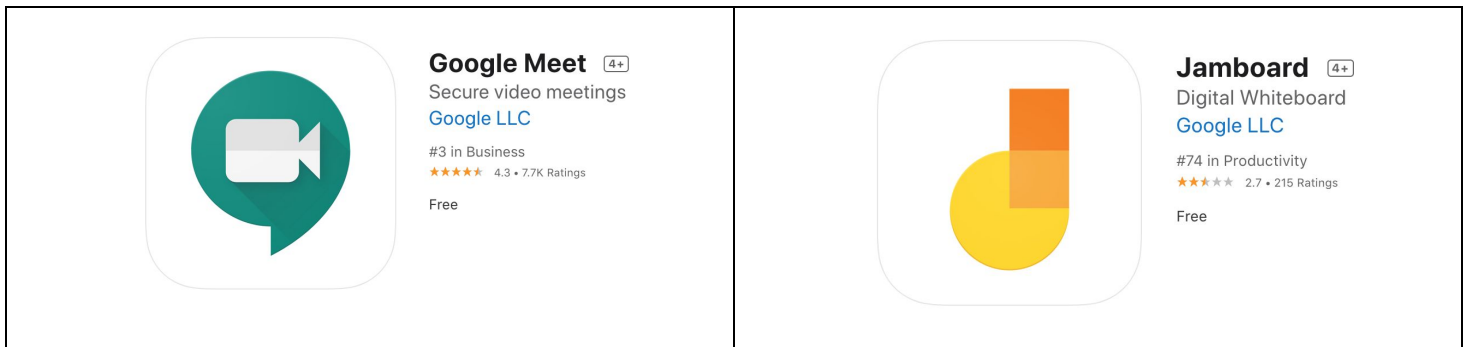 Google Meet 4+
Secure video meetings
Google LLC
#3 in Business
4.3 • 7.7K Ratings
Free
Jamboard 4+
Digital Whiteboard
Google LLC
#74 in Productivity
2.7 • 215 Ratings
Free